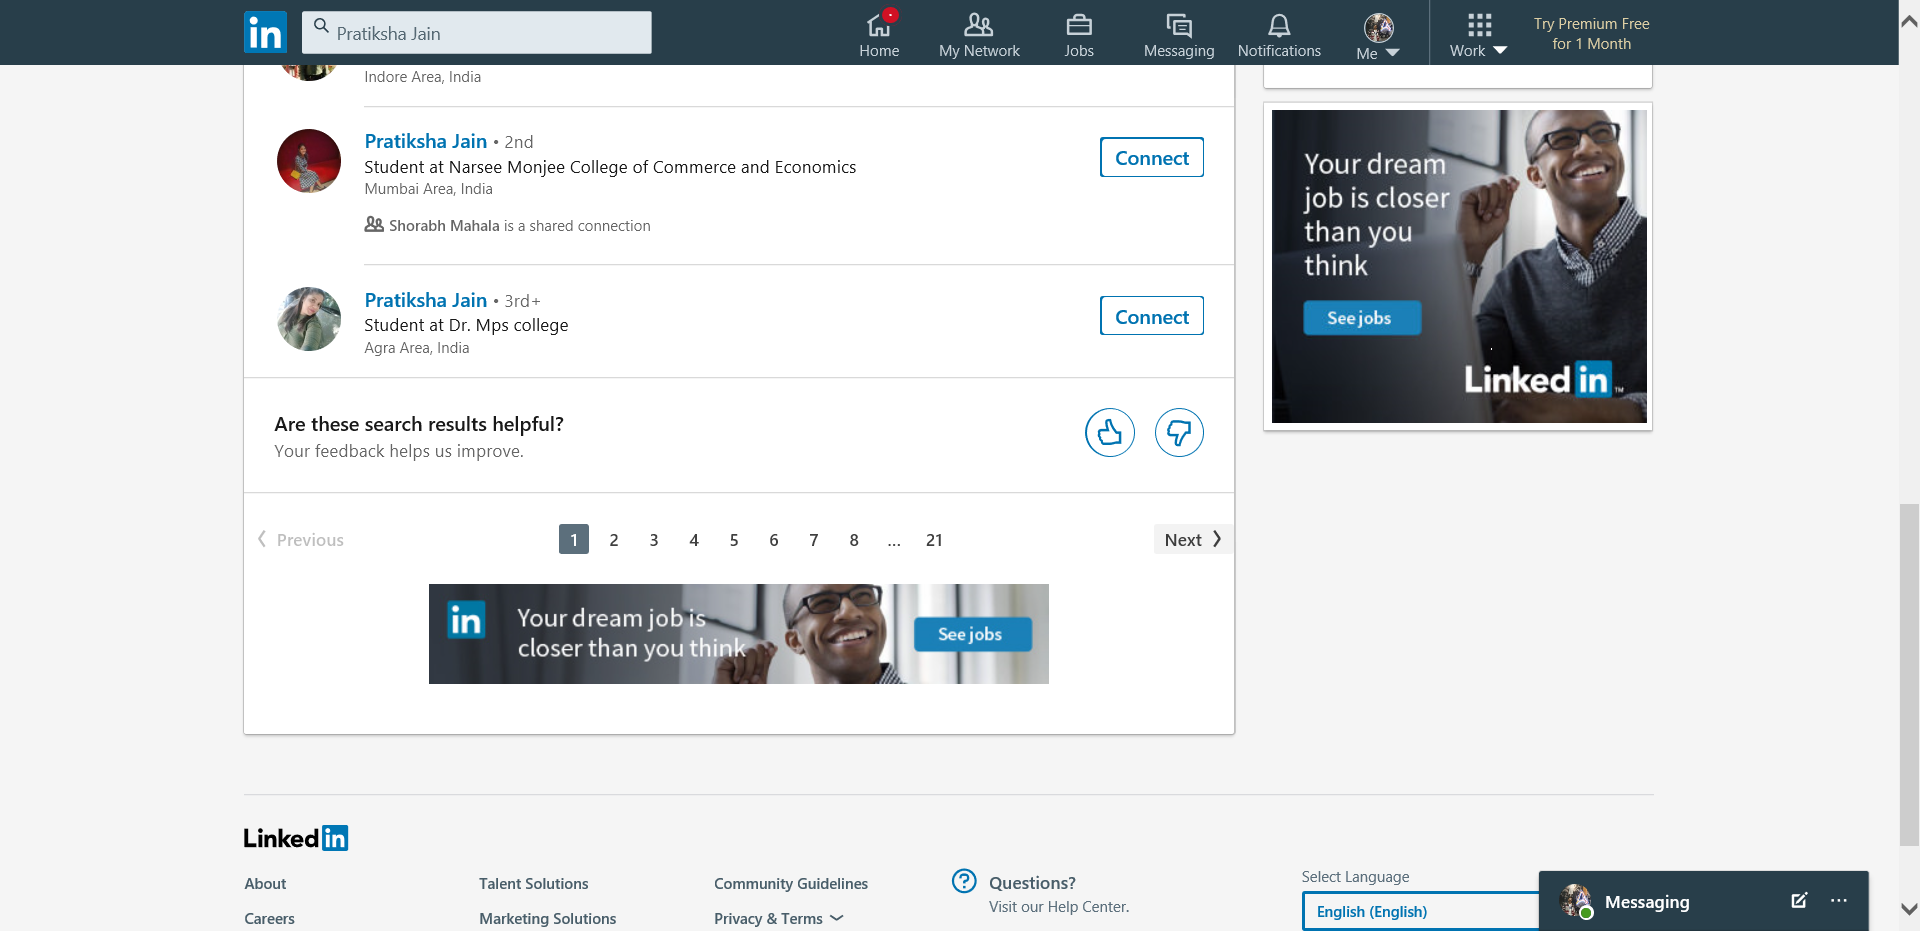 in
Pratiksha Jain
Home
My Network
Jobs
Messaging
Notifications
Me
Work
Try Premium Free
for 1 Month
Indore Area, India
Pratiksha Jain • 2nd
Connect
Student at Narsee Monjee College of Commerce and Economics
Mumbai Area, India
Shorabh Mahala is a shared connection
Pratiksha Jain • 3rd+
Connect
Student at Dr. Mps college
Agra Area, India
Your dream
job is closer
than you
think
See jobs
Linked in ™
Are these search results helpful?
Your feedback helps us improve.
Previous
1 2 3 4 5 6 7 8 … 21
Next
in
Your dream job is
closer than you think
See jobs
Linked in
About
Talent Solutions
Community Guidelines
Questions?
Visit our Help Center.
Select Language
English (English)
Careers
Marketing Solutions
Privacy & Terms
Messaging